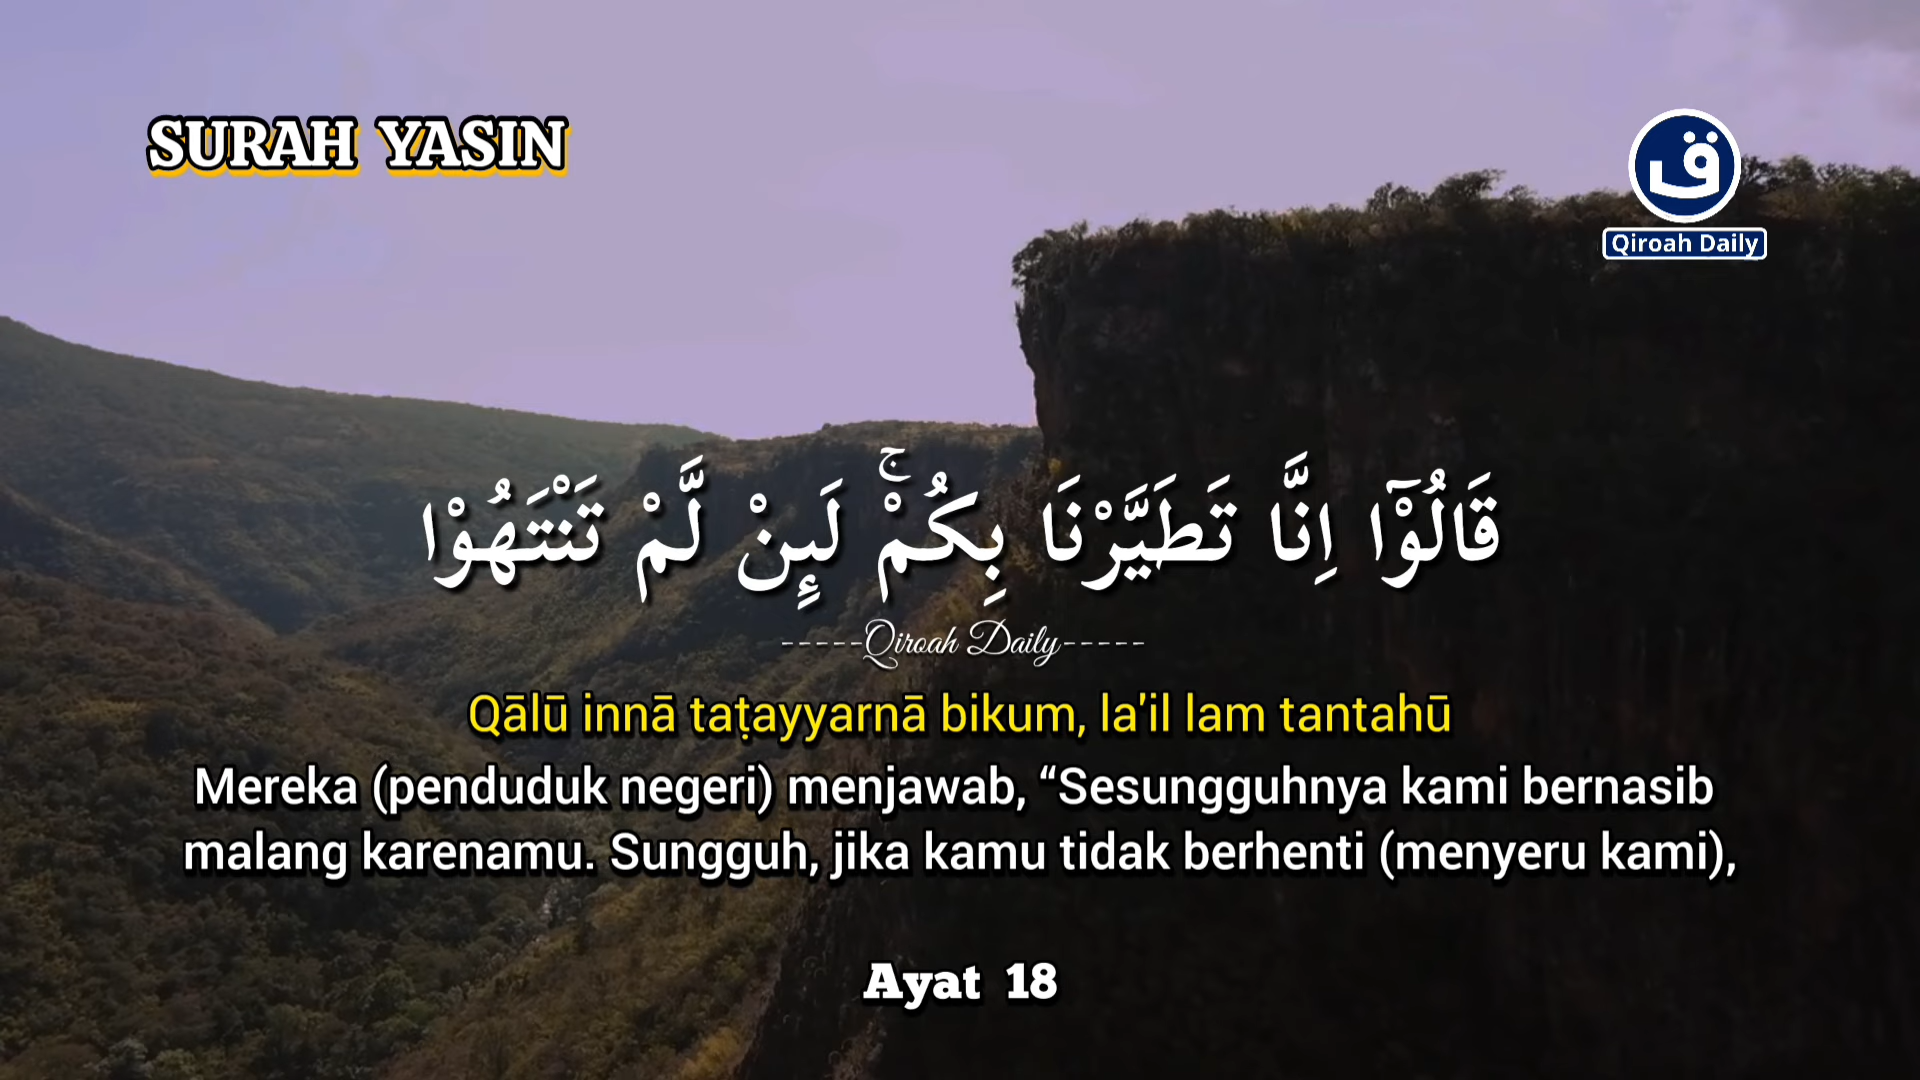 SURAH YASIN
ق
Qiroah Daily
قَالُوْٓا اِنَّا تَطَيَّرْنَا بِكُمْۚ لَىِٕنْ لَّمْ تَنْتَهُوْا
-----Qiroah Daily-----
Qālū innā taṭayyarnā bikum, la'il lam tantahū
Mereka (penduduk negeri) menjawab, “Sesungguhnya kami bernasib
malang karenamu. Sungguh, jika kamu tidak berhenti (menyeru kami),
Ayat 18